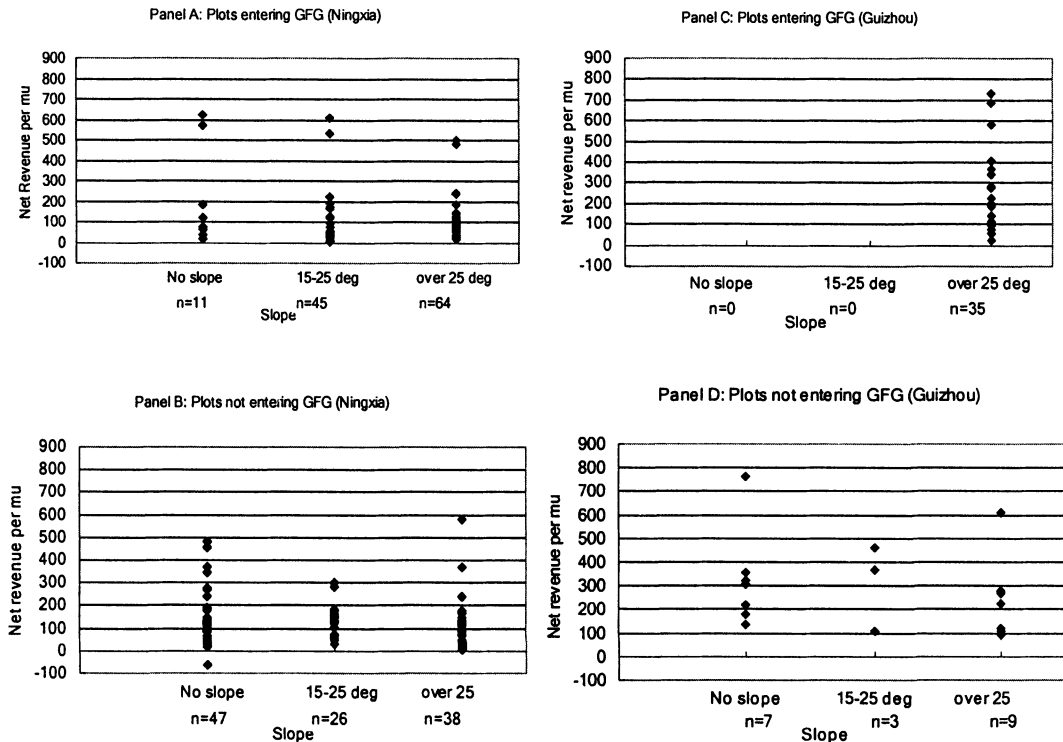 Panel A: Plots entering GFG (Ningxia)
Net Revenue per mu
900
800
700
600
500
400
300
200
100
0
-100
No slope
15-25 deg
over 25 deg
n=11
n=45
n=64
Slope
Panel C: Plots entering GFG (Guizhou)
Net revenue per mu
900
800
700
600
500
400
300
200
100
0
-100
No slope
15-25 deg
over 25 deg
n=0
n=0
n=35
Slope
Panel B: Plots not entering GFG (Ningxia)
Net revenue per mu
900
800
700
600
500
400
300
200
100
0
-100
No slope
15-25 deg
over 25
n=47
n=26
n=38
Slope
Panel D: Plots not entering GFG (Guizhou)
Net revenue per mu
900
800
700
600
500
400
300
200
100
0
-100
No slope
15-25 deg
over 25
n=7
n=3
n=9
Slope